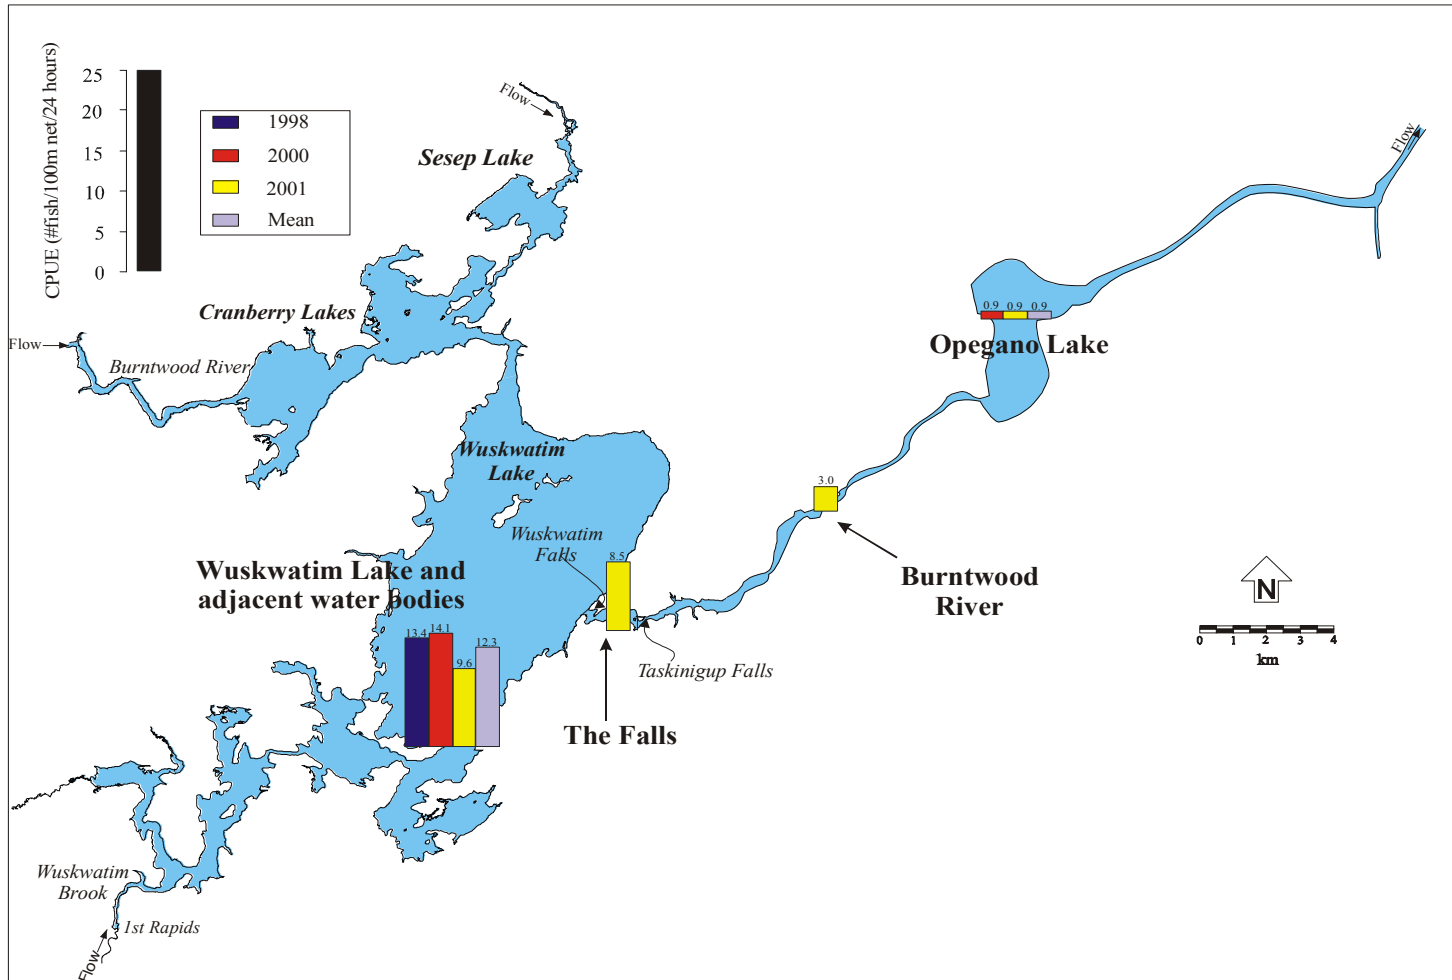 CPUE (#fish/100m net/24 hours)
25
20
15
10
5
0
1998
2000
2001
Mean
Flow
Sesep Lake
Flow
Cranberry Lakes
Flow
Burntwood River
0.9 0.9 0.9
Opegano Lake
Wuskwatim
Lake
3.0
Wuskwatim
Falls
8.5
Burntwood
River
N
0 2 4
km
Wuskwatim Lake and
adjacent water bodies
13.4 14.1 9.6 12.3
Taskinigup Falls
The Falls
Wuskwatim
Brook
1st Rapids
Flow